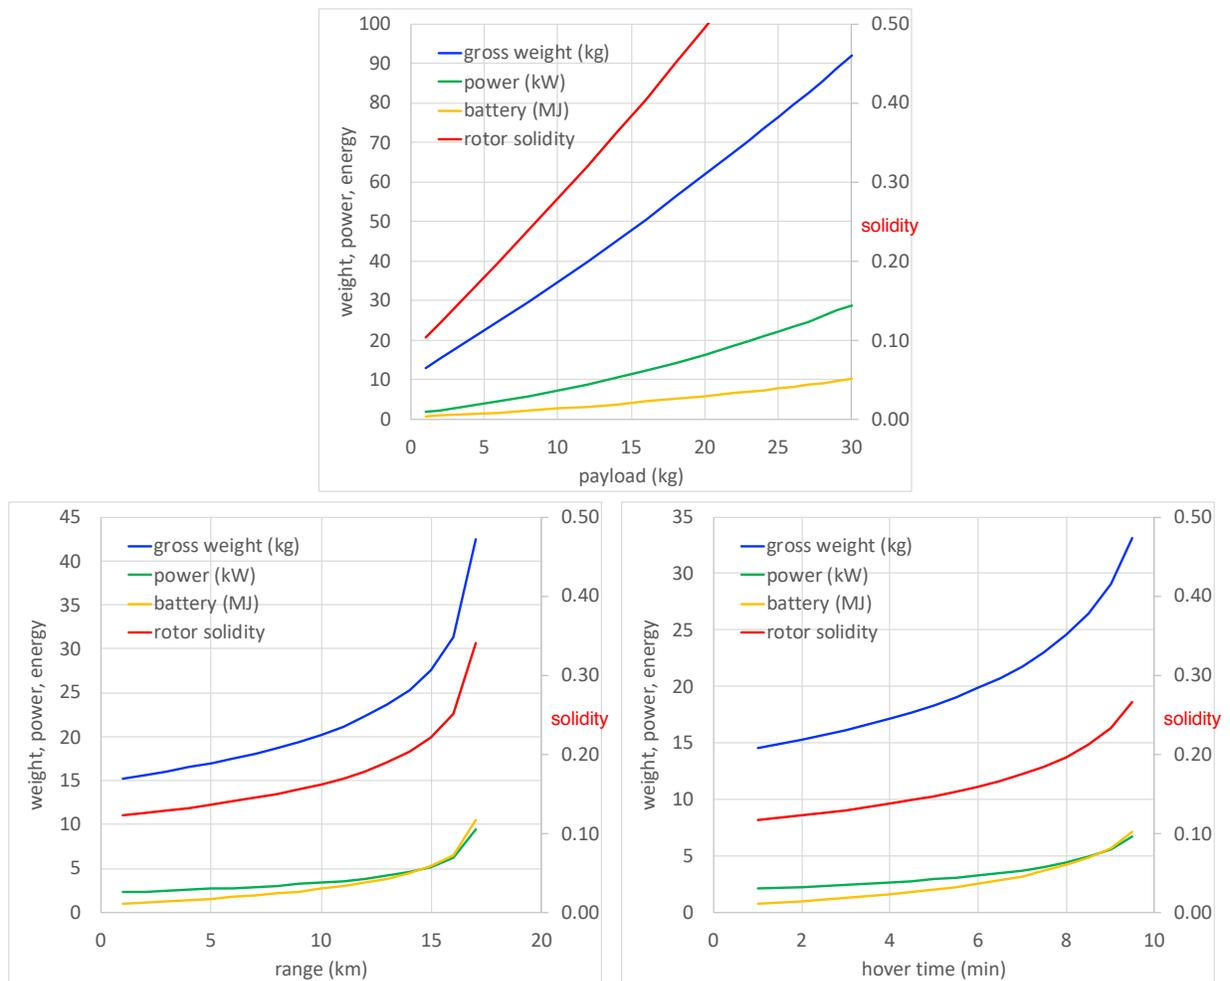 100
90
80
70
60
50
40
30
20
10
0
weight, power, energy
gross weight (kg)
power (kW)
battery (MJ)
rotor solidity
0.50
0.40
0.30
solidity
0.20
0.10
0.00
0 5 10 15 20 25 30
payload (kg)
45
40
35
30
25
20
15
10
5
0
weight, power, energy
gross weight (kg)
power (kW)
battery (MJ)
rotor solidity
0.50
0.40
0.30
solidity
0.20
0.10
0.00
0 5 10 15 20
range (km)
35
30
25
20
15
10
5
0
weight, power, energy
gross weight (kg)
power (kW)
battery (MJ)
rotor solidity
0.50
0.40
0.30
solidity
0.20
0.10
0.00
0 2 4 6 8 10
hover time (min)